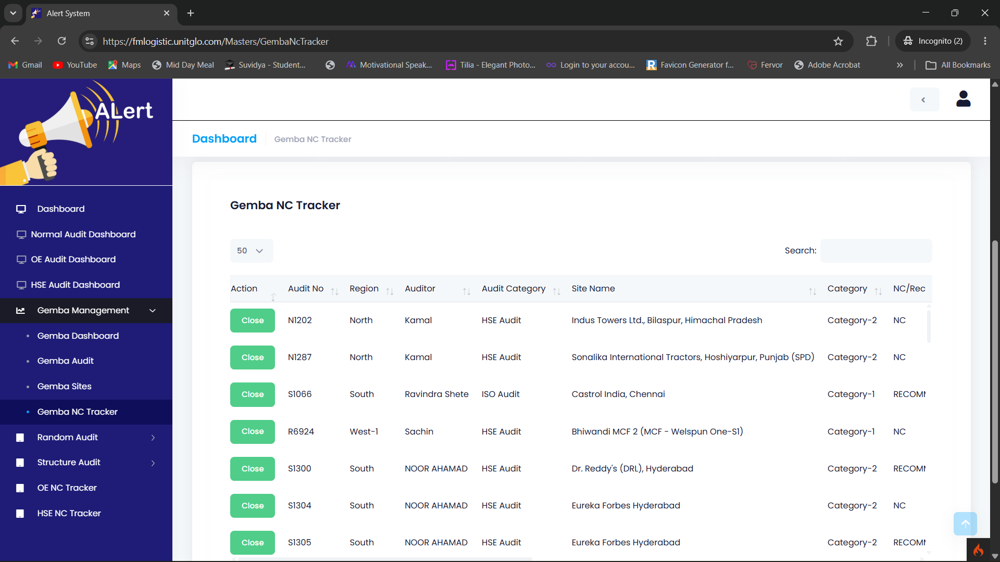 Alert System
https://fmlogistic.unitglo.com/Masters/GembaNcTracker
Incognito (2)
Gmail YouTube Maps Mid Day Meal Suvidya - Student... Motivational Speak... Tilia - Elegant Photo... Login to your accou... Favicon Generator f... Fervor Adobe Acrobat All Bookmarks
ALert
Dashboard Gemba NC Tracker
Dashboard
Normal Audit Dashboard
OE Audit Dashboard
HSE Audit Dashboard
Gemba Management
Gemba Dashboard
Gemba Audit
Gemba Sites
Gemba NC Tracker
Random Audit
Structure Audit
OE NC Tracker
HSE NC Tracker
Gemba NC Tracker
50 Search:
Action Audit No Region Auditor Audit Category Site Name Category NC/Rec
Close N1202 North Kamal HSE Audit Indus Towers Ltd., Bilaspur, Himachal Pradesh Category-2 NC
Close N1287 North Kamal HSE Audit Sonalika International Tractors, Hoshiyarpur, Punjab (SPD) Category-2 NC
Close S1066 South Ravindra Shete ISO Audit Castrol India, Chennai Category-1 RECOMM
Close R6924 West-1 Sachin HSE Audit Bhiwandi MCF 2 (MCF - Welspun One-S1) Category-1 NC
Close S1300 South NOOR AHAMAD HSE Audit Dr. Reddy's (DRL), Hyderabad Category-2 RECOMM
Close S1304 South NOOR AHAMAD HSE Audit Eureka Forbes Hyderabad Category-2 NC
Close S1305 South NOOR AHAMAD HSE Audit Eureka Forbes Hyderabad Category-2 RECOMM